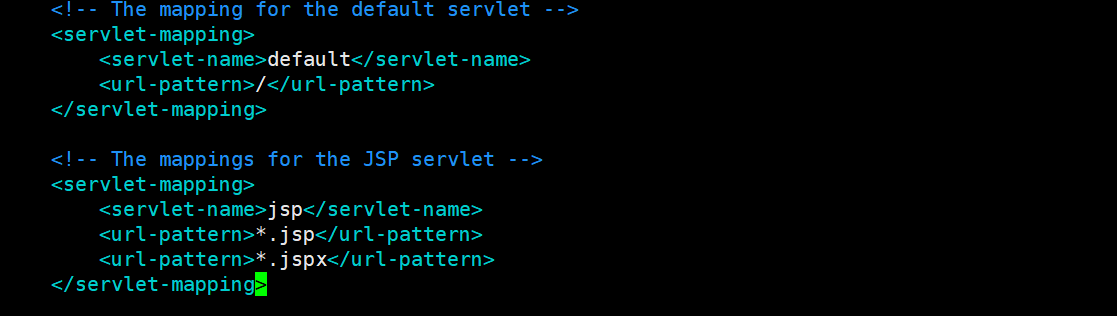 <!-- The mapping for the default servlet -->
<servlet-mapping>
<servlet-name>default</servlet-name>
<url-pattern>/</url-pattern>
</servlet-mapping>
<!-- The mappings for the JSP servlet -->
<servlet-mapping>
<servlet-name>jsp</servlet-name>
<url-pattern>*.jsp</url-pattern>
<url-pattern>*.jspx</url-pattern>
</servlet-mapping>